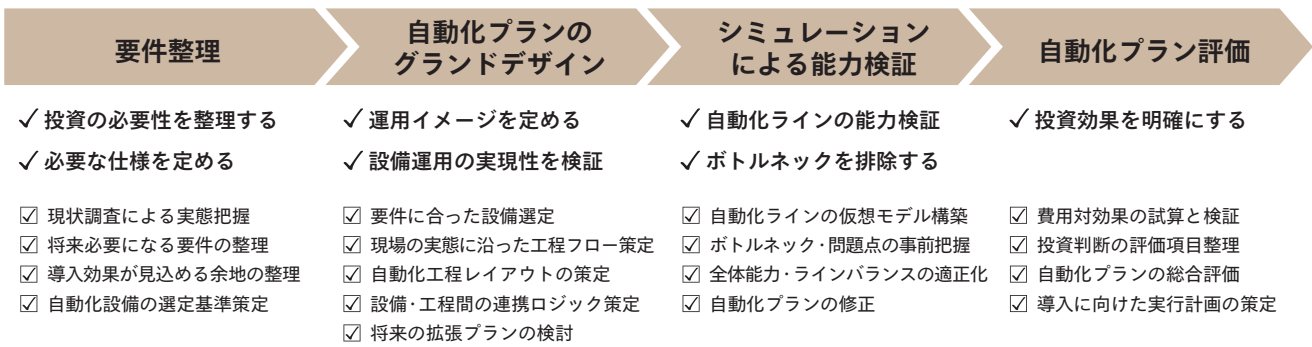 要件整理
自動化プランの
グランドデザイン
シミュレーション
による能力検証
自動化プラン評価
✓ 投資の必要性を整理する
✓ 必要な仕様を定める
☑ 現状調査による実態把握
☑ 将来必要になる要件の整理
☑ 導入効果が見込める余地の整理
☑ 自動化設備の選定基準策定
✓ 運用イメージを定める
✓ 設備運用の実現性を検証
☑ 要件に合った設備選定
☑ 現場の実態に沿った工程フロー策定
☑ 自動化工程レイアウトの策定
☑ 設備･工程間の連携ロジック策定
☑ 将来の拡張プランの検討
✓ 自動化ラインの能力検証
✓ ボトルネックを排除する
☑ 自動化ラインの仮想モデル構築
☑ ボトルネック･問題点の事前把握
☑ 全体能力･ラインバランスの適正化
☑ 自動化プランの修正
✓ 投資効果を明確にする
☑ 費用対効果の試算と検証
☑ 投資判断の評価項目整理
☑ 自動化プランの総合評価
☑ 導入に向けた実行計画の策定